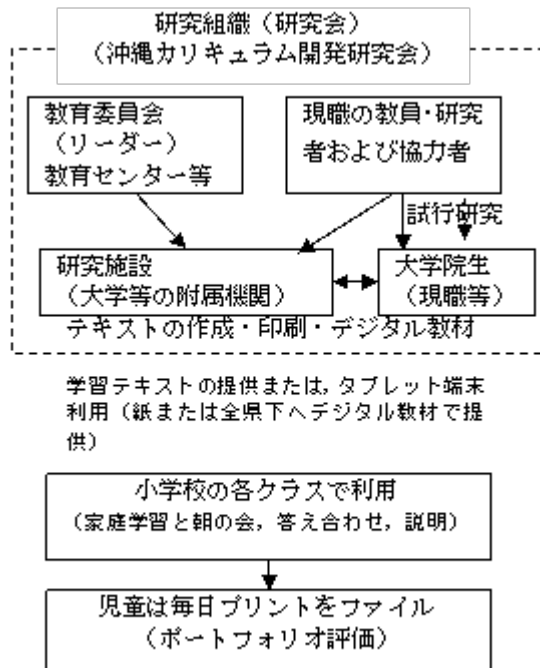 研究組織（研究会）
（沖縄カリキュラム開発研究会）
教育委員会
（リーダー）
教育センター等
現職の教員・研究
者および協力者
試行研究
研究施設
（大学等の附属機関）
大学院生
（現職等）
テキストの作成・印刷・デジタル教材
学習テキストの提供または，タブレット端末
利用（紙または全県下へデジタル教材で提
供）
小学校の各クラスで利用
（家庭学習と朝の会，答え合わせ，説明）
児童は毎日プリントをファイル
（ポートフォリオ評価）